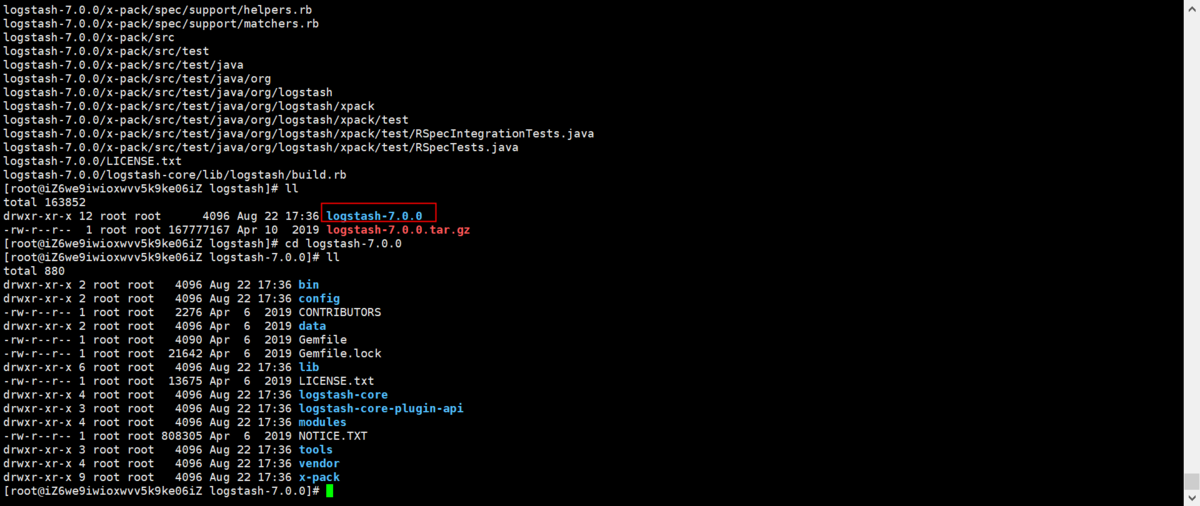 logstash-7.0.0/x-pack/spec/support/helpers.rb
logstash-7.0.0/x-pack/spec/support/matchers.rb
logstash-7.0.0/x-pack/src
logstash-7.0.0/x-pack/src/test
logstash-7.0.0/x-pack/src/test/java
logstash-7.0.0/x-pack/src/test/java/org
logstash-7.0.0/x-pack/src/test/java/org/logstash
logstash-7.0.0/x-pack/src/test/java/org/logstash/xpack
logstash-7.0.0/x-pack/src/test/java/org/logstash/xpack/test
logstash-7.0.0/x-pack/src/test/java/org/logstash/xpack/test/RSpecIntegrationTests.java
logstash-7.0.0/x-pack/src/test/java/org/logstash/xpack/test/RSpecTests.java
logstash-7.0.0/LICENSE.txt
logstash-7.0.0/logstash-core/lib/logstash/build.rb
[root@iZ6we9iwioxwvv5k9ke06iZ logstash]# ll
total 163852
drwxr-xr-x 12 root root      4096 Aug 22 17:36 logstash-7.0.0
-rw-r--r--  1 root root 167777167 Apr 10  2019 logstash-7.0.0.tar.gz
[root@iZ6we9iwioxwvv5k9ke06iZ logstash]# cd logstash-7.0.0
[root@iZ6we9iwioxwvv5k9ke06iZ logstash-7.0.0]# ll
total 880
drwxr-xr-x 2 root root   4096 Aug 22 17:36 bin
drwxr-xr-x 2 root root   4096 Aug 22 17:36 config
-rw-r--r-- 1 root root   2276 Apr  6  2019 CONTRIBUTORS
drwxr-xr-x 2 root root   4096 Aug 22 17:36 data
-rw-r--r-- 1 root root   4090 Apr  6  2019 Gemfile
-rw-r--r-- 1 root root  21642 Apr  6  2019 Gemfile.lock
drwxr-xr-x 6 root root   4096 Aug 22 17:36 lib
-rw-r--r-- 1 root root  13675 Apr  6  2019 LICENSE.txt
drwxr-xr-x 4 root root   4096 Aug 22 17:36 logstash-core
drwxr-xr-x 3 root root   4096 Aug 22 17:36 logstash-core-plugin-api
drwxr-xr-x 4 root root   4096 Aug 22 17:36 modules
-rw-r--r-- 1 root root 808305 Apr  6  2019 NOTICE.TXT
drwxr-xr-x 3 root root   4096 Aug 22 17:36 tools
drwxr-xr-x 4 root root   4096 Aug 22 17:36 vendor
drwxr-xr-x 9 root root   4096 Aug 22 17:36 x-pack
[root@iZ6we9iwioxwvv5k9ke06iZ logstash-7.0.0]#